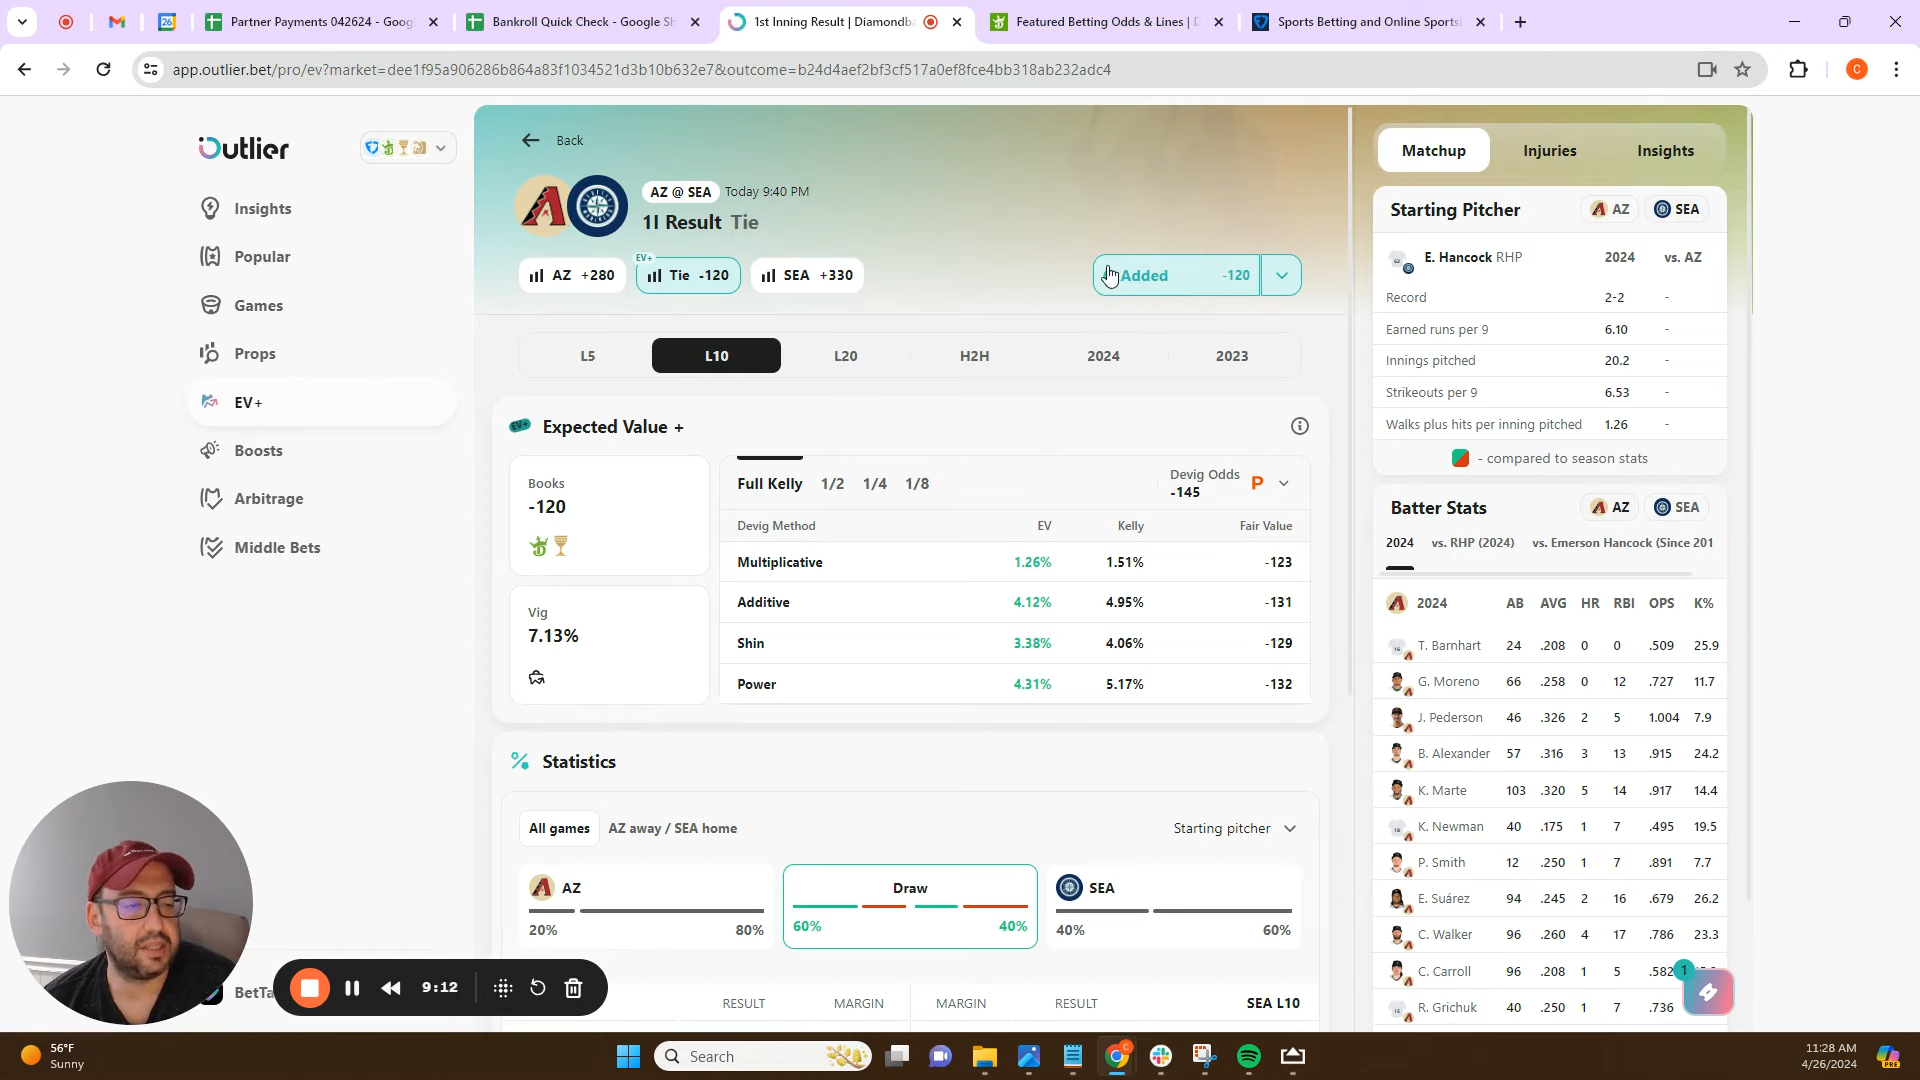 Partner Payments 042624 - Goog
Bankroll Quick Check - Google Sh
1st Inning Result | Diamondba
Featured Betting Odds & Lines | D
Sports Betting and Online Sportsb
app.outlier.bet/pro/ev?market=dee1f95a906286b864a83f1034521d3b10b632e7&outcome=b24d4aef2bf3cf517a0ef8fce4bb318ab232adc4
C
Outlier
Insights
Popular
Games
Props
EV+
Boosts
Arbitrage
Middle Bets
Back
AZ @ SEA Today 9:40 PM
1I Result Tie
AZ +280
EV+
Tie -120
SEA +330
Added -120
L5 L10 L20 H2H 2024 2023
EV+ Expected Value +
Books
-120
Vig
7.13%
Full Kelly 1/2 1/4 1/8
Devig Odds
-145
P
Devig Method EV Kelly Fair Value
Multiplicative 1.26% 1.51% -123
Additive 4.12% 4.95% -131
Shin 3.38% 4.06% -129
Power 4.31% 5.17% -132
Statistics
All games AZ away / SEA home Starting pitcher
AZ
20% 80%
Draw
60% 40%
SEA
40% 60%
RESULT MARGIN MARGIN RESULT SEA L10
Matchup Injuries Insights
Starting Pitcher AZ SEA
E. Hancock RHP 2024 vs. AZ
Record 2-2 -
Earned runs per 9 6.10 -
Innings pitched 20.2 -
Strikeouts per 9 6.53 -
Walks plus hits per inning pitched 1.26 -
- compared to season stats
Batter Stats AZ SEA
2024 vs. RHP (2024) vs. Emerson Hancock (Since 201
2024 AB AVG HR RBI OPS K%
T. Barnhart 24 .208 0 0 .509 25.9
G. Moreno 66 .258 0 12 .727 11.7
J. Pederson 46 .326 2 5 1.004 7.9
B. Alexander 57 .316 3 13 .915 24.2
K. Marte 103 .320 5 14 .917 14.4
K. Newman 40 .175 1 7 .495 19.5
P. Smith 12 .250 1 7 .891 7.7
E. Suárez 94 .245 2 16 .679 26.2
C. Walker 96 .260 4 17 .786 23.3
C. Carroll 96 .208 1 5 .582
R. Grichuk 40 .250 1 7 .736
1
BetTa
9:12
56°F
Sunny
Search
11:28 AM
4/26/2024
PRE